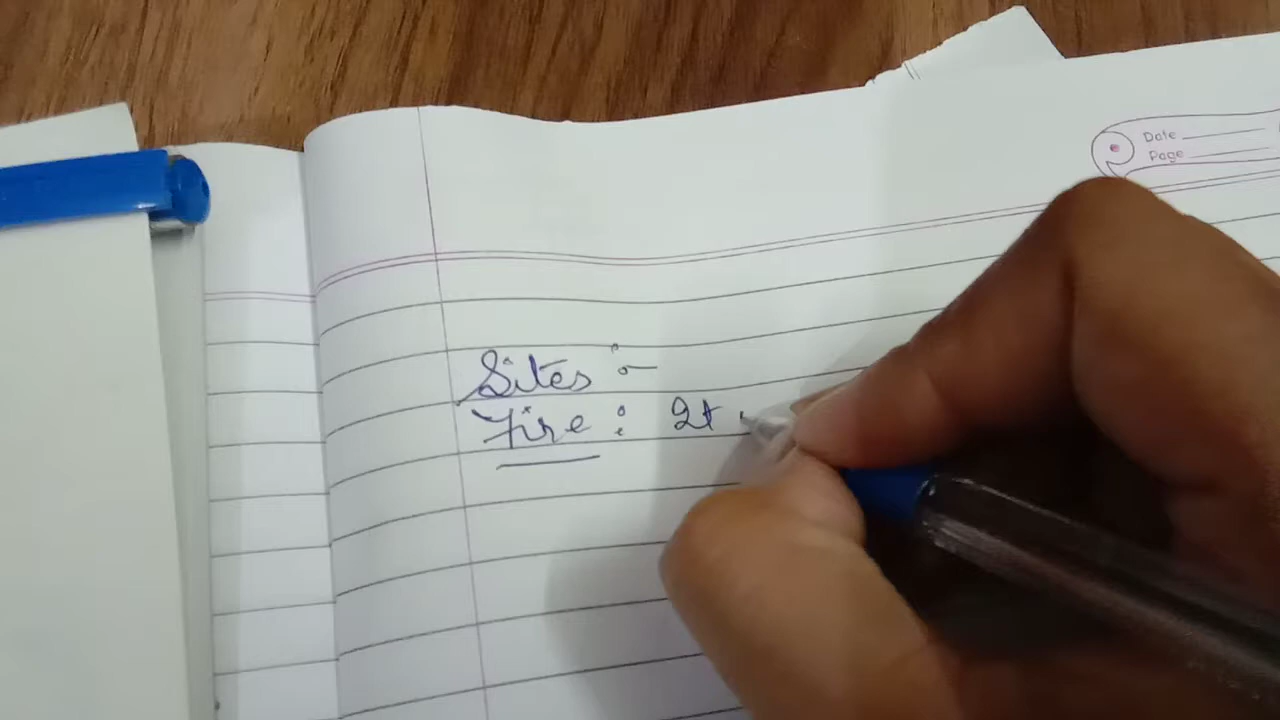 Date
Page
Sites :-
Fire : It